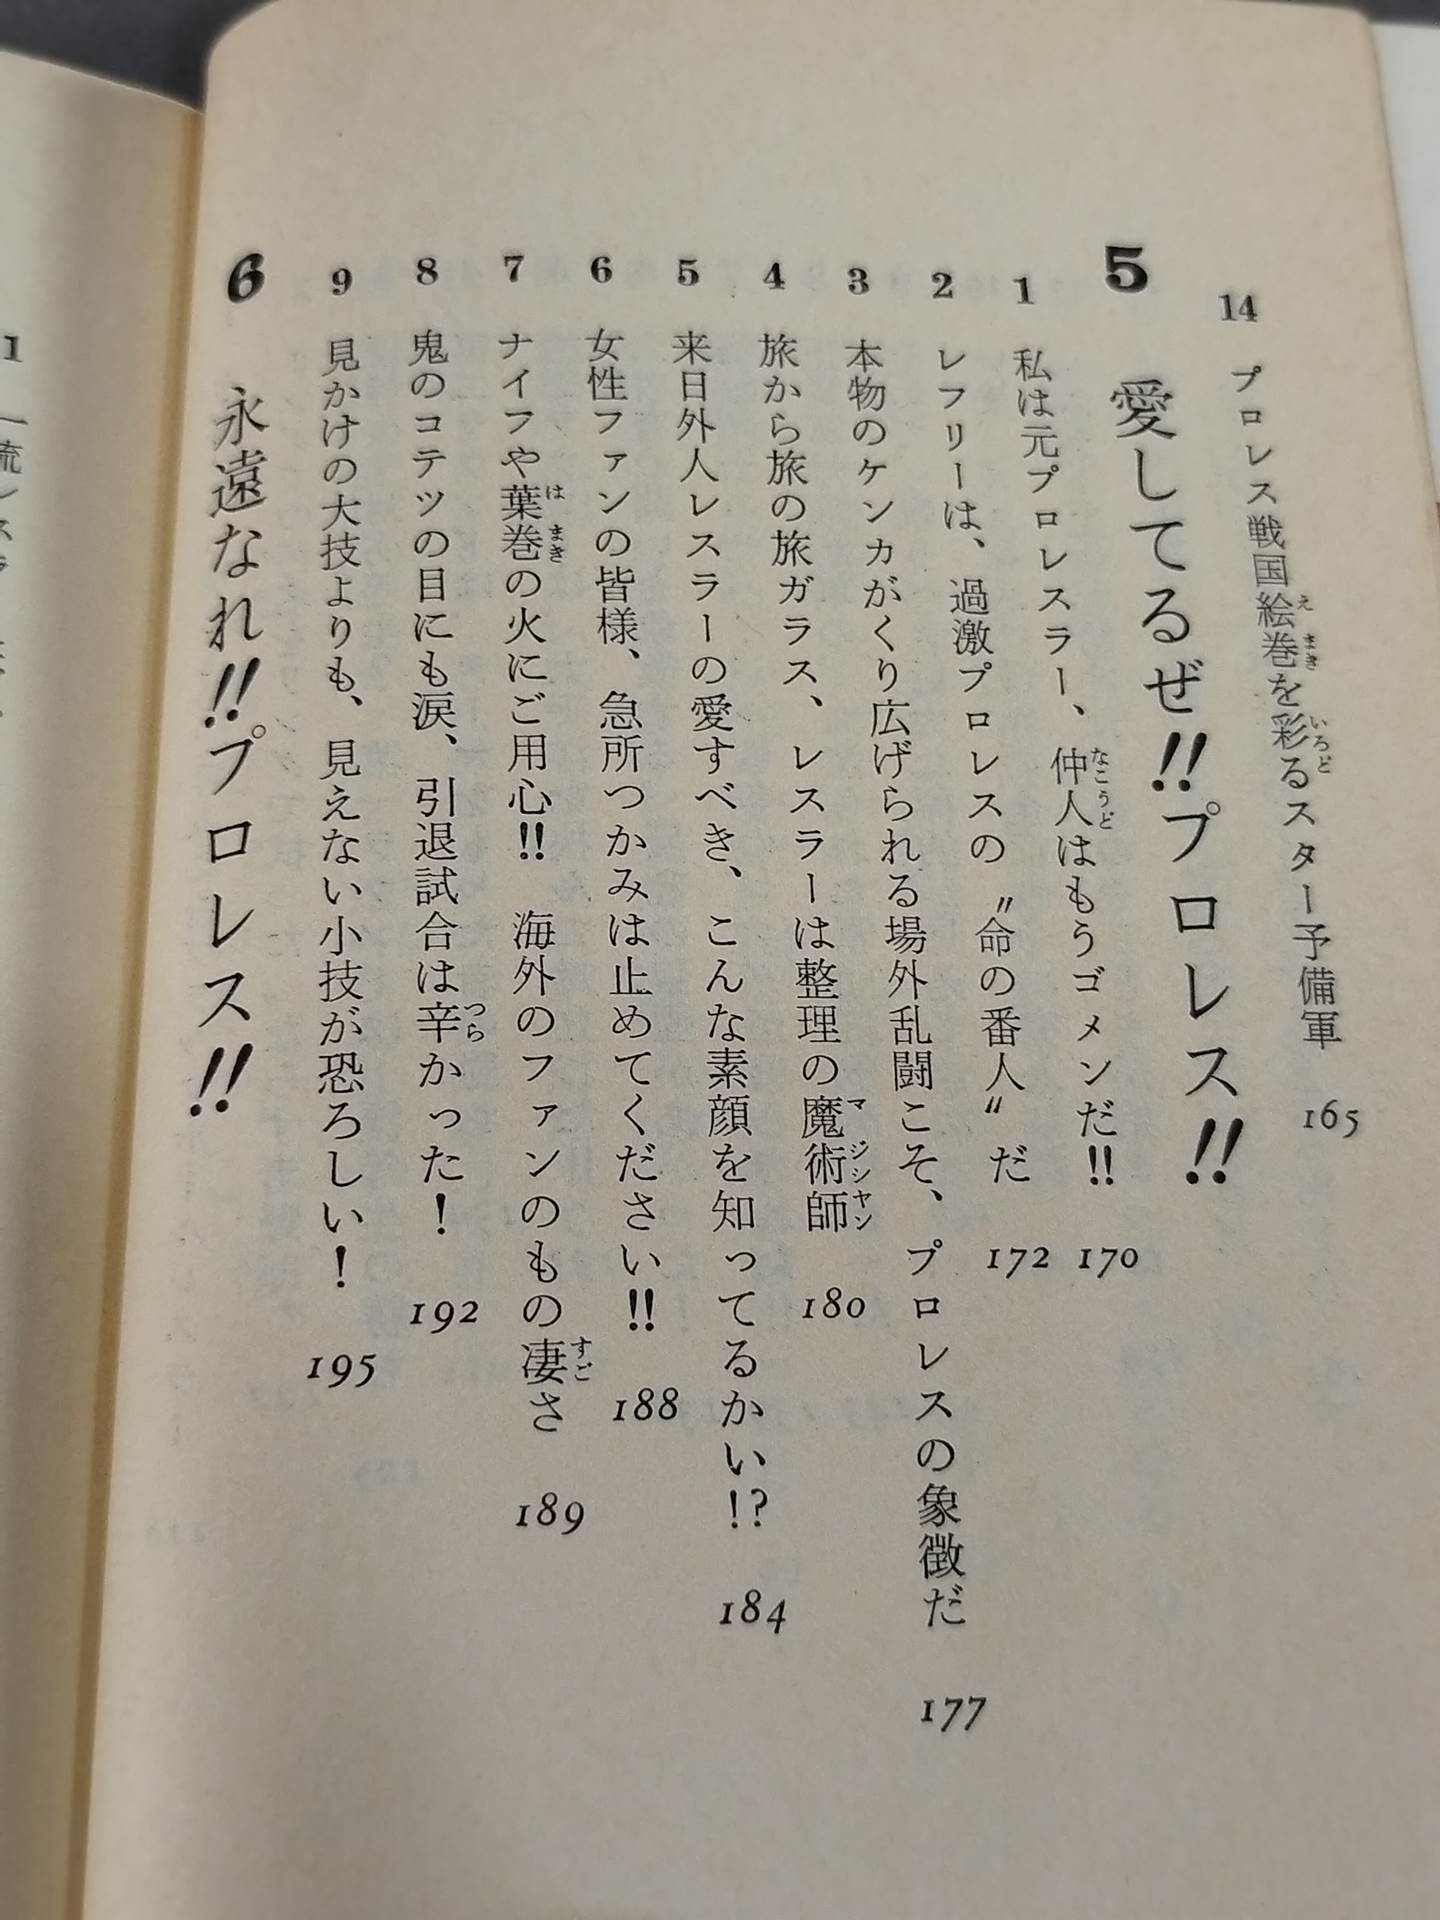 14 プロレス戦国絵巻を彩るスター予備軍 165
5 愛してるぜ!!プロレス!!
1 私は元プロレスラー、仲人はもうゴメンだ!! 170
2 レフリーは、過激プロレスの〝命の番人〟だ 172
3 本物のケンカがくり広げられる場外乱闘こそ、プロレスの象徴だ 177
4 旅から旅の旅ガラス、レスラーは整理の魔術師 180
5 来日外人レスラーの愛すべき、こんな素顔を知ってるかい!? 184
6 女性ファンの皆様、急所つかみは止めてください!! 188
7 ナイフや葉巻の火にご用心!! 海外のファンのもの凄さ 189
8 鬼のコテツの目にも涙、引退試合は辛かった! 192
9 見かけの大技よりも、見えない小技が恐ろしい! 195
6 永遠なれ!!プロレス!!
1 一流レスラ